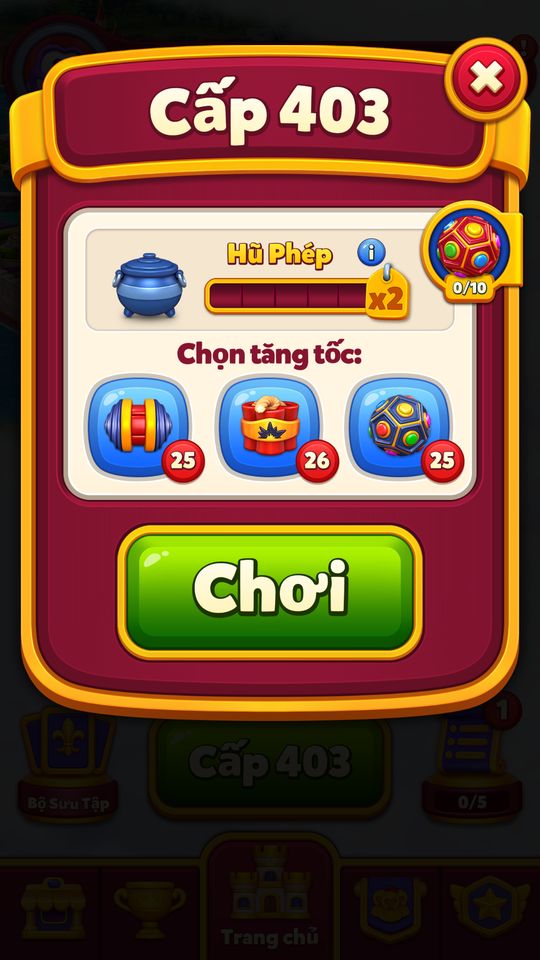 Cấp 403
Hũ Phép
i
x2
0/10
Chọn tăng tốc:
25
26
25
Chơi
Cấp 403
1
Bộ Sưu Tập
0/5
Trang chủ